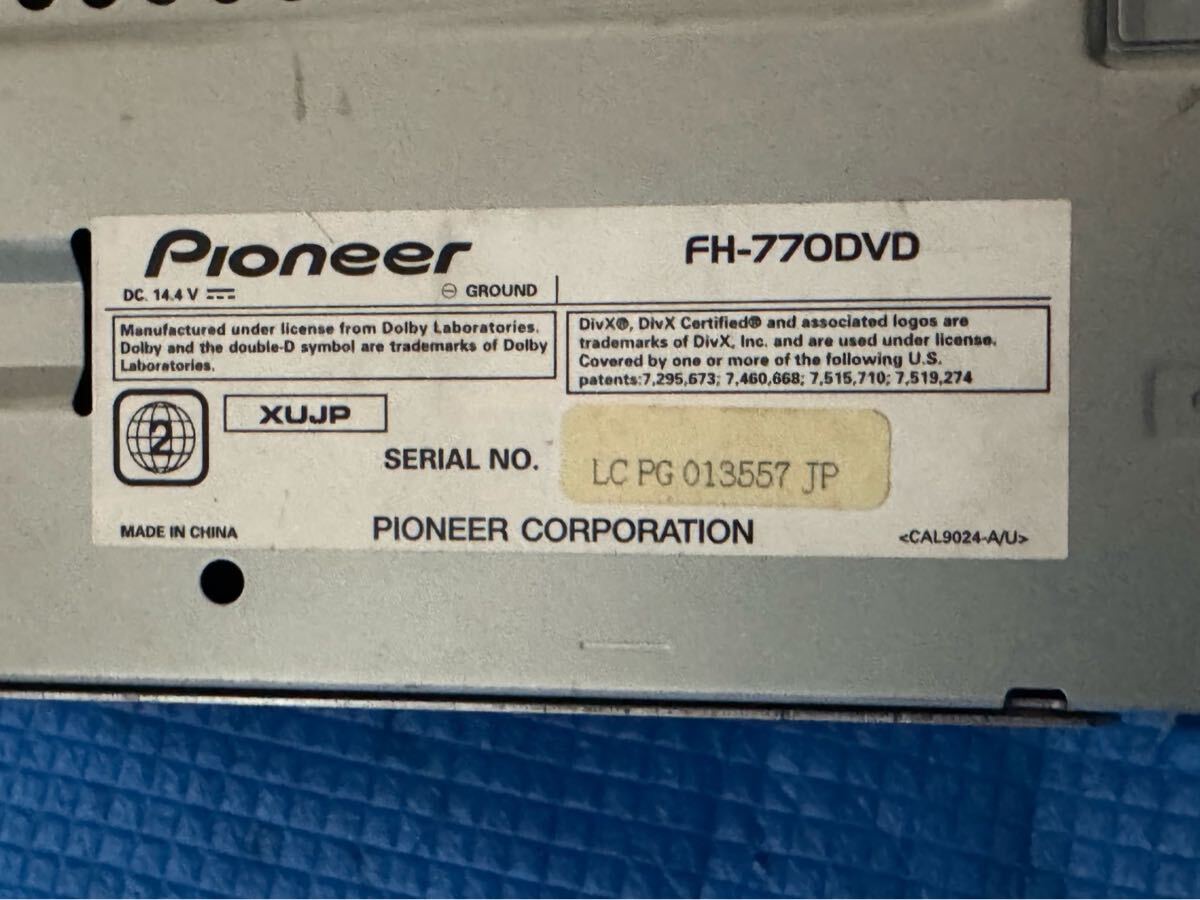 Pioneer
FH-770DVD
DC. 14.4 V ⎓
⊖ GROUND
Manufactured under license from Dolby Laboratories.
Dolby and the double-D symbol are trademarks of Dolby
Laboratories.
DivX®, DivX Certified® and associated logos are
trademarks of DivX, Inc. and are used under license.
Covered by one or more of the following U.S.
patents:7,295,673; 7,460,668; 7,515,710; 7,519,274
2
XUJP
SERIAL NO.
LC PG 013557 JP
MADE IN CHINA
PIONEER CORPORATION
<CAL9024-A/U>